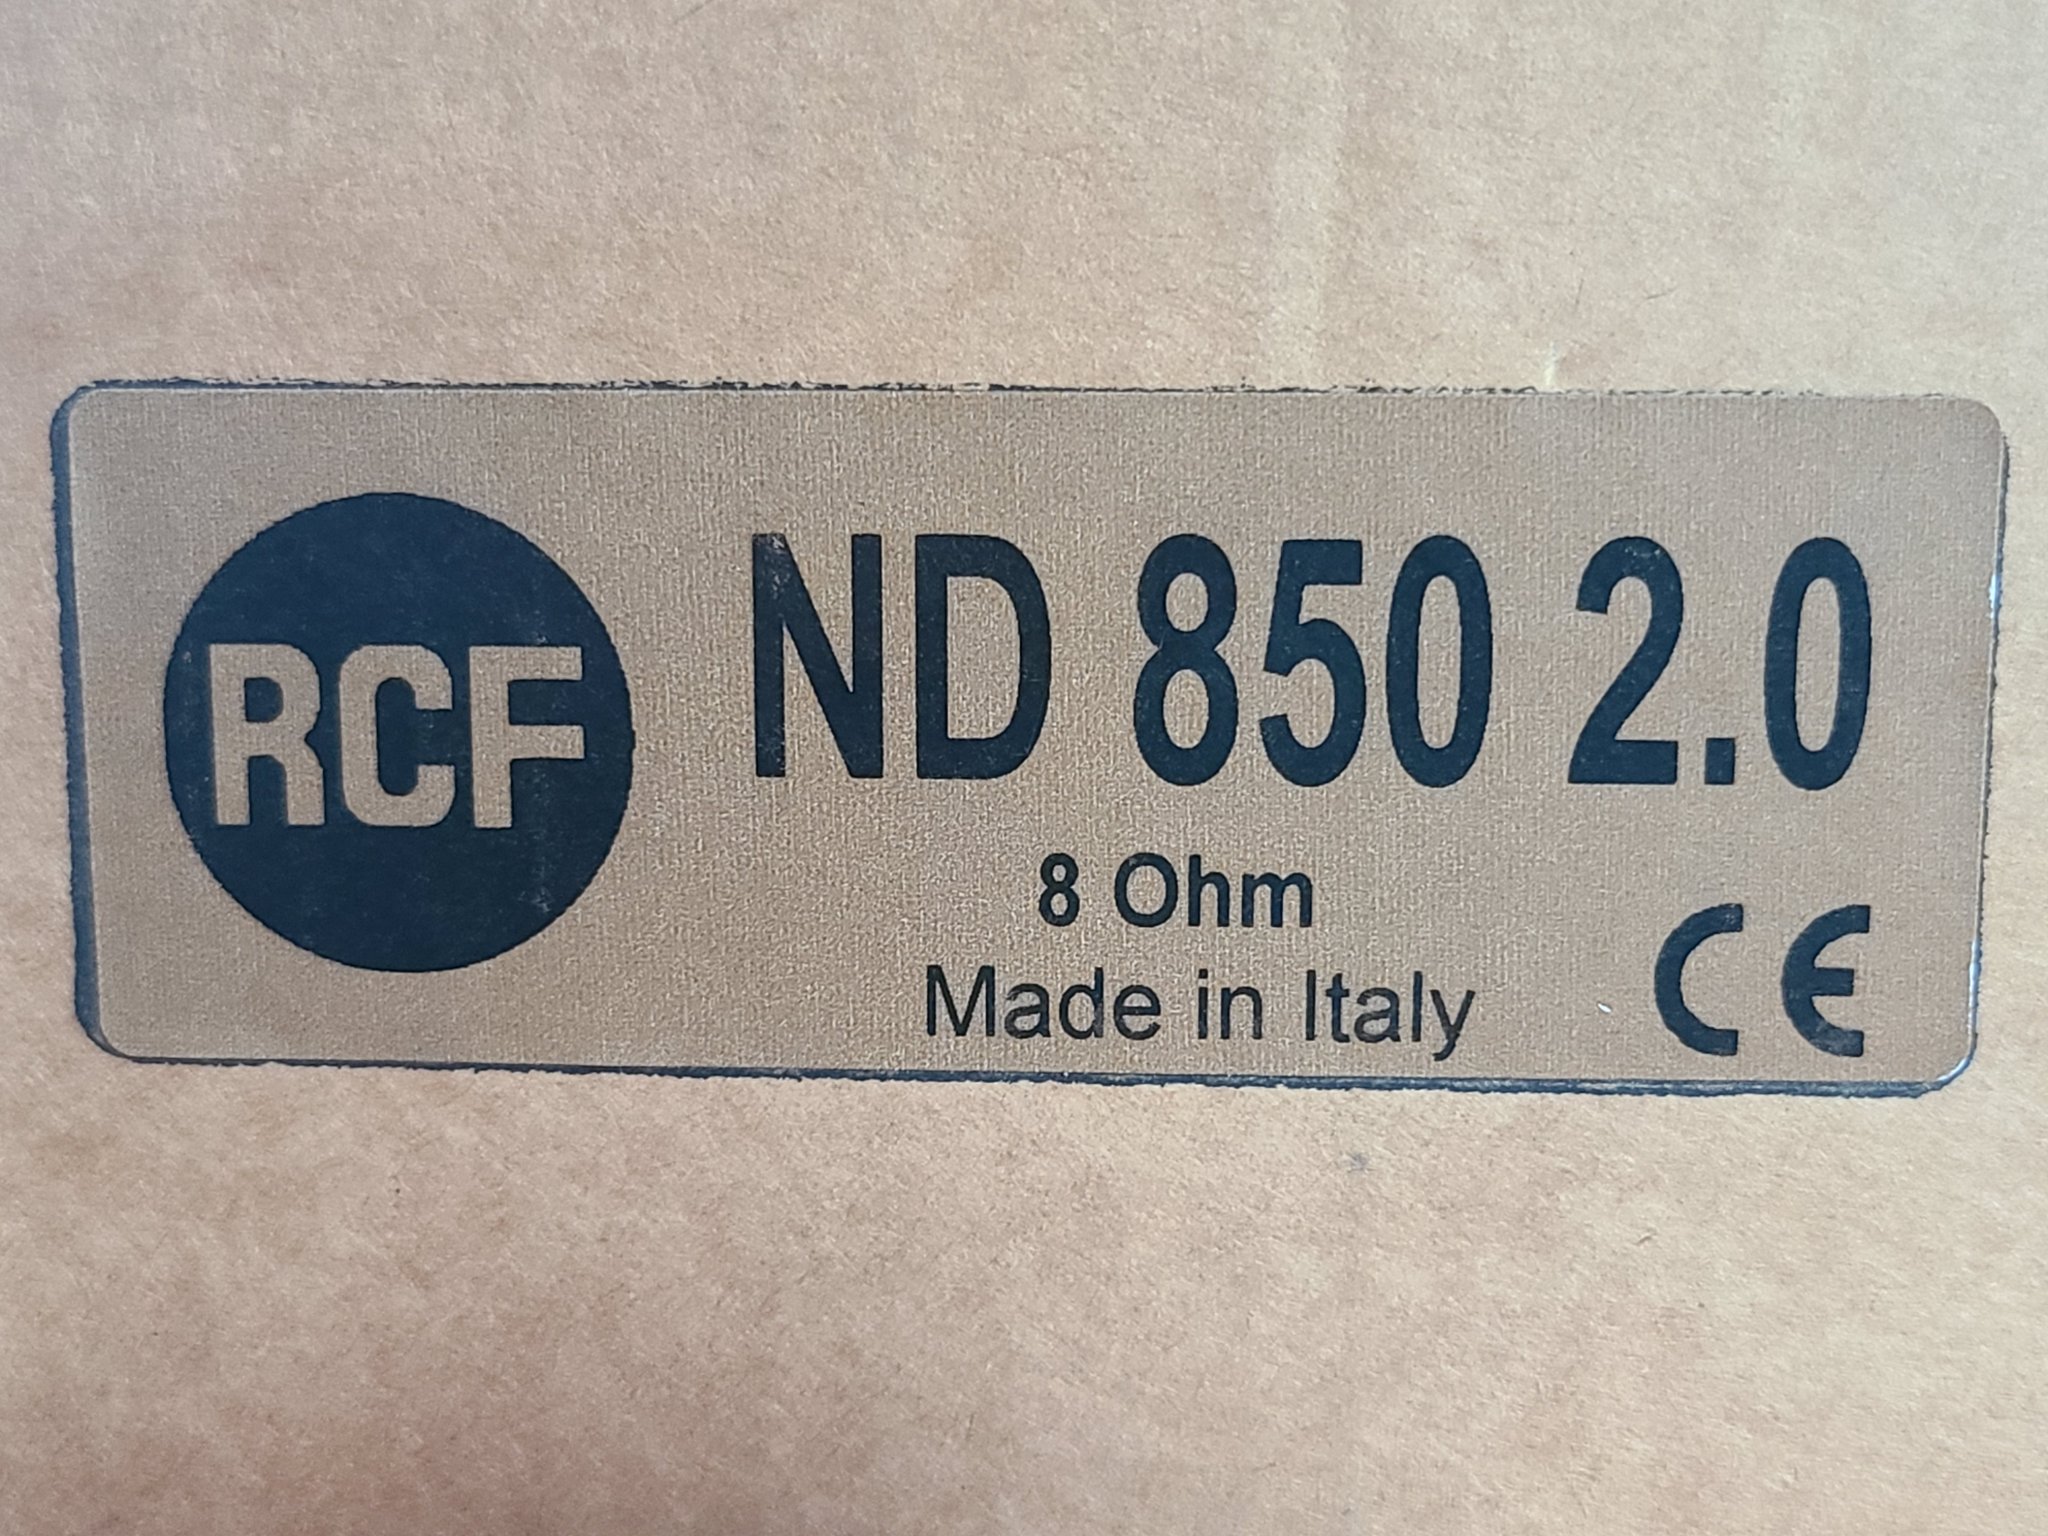 RCF
ND 850 2.0
8 Ohm
Made in Italy
CE